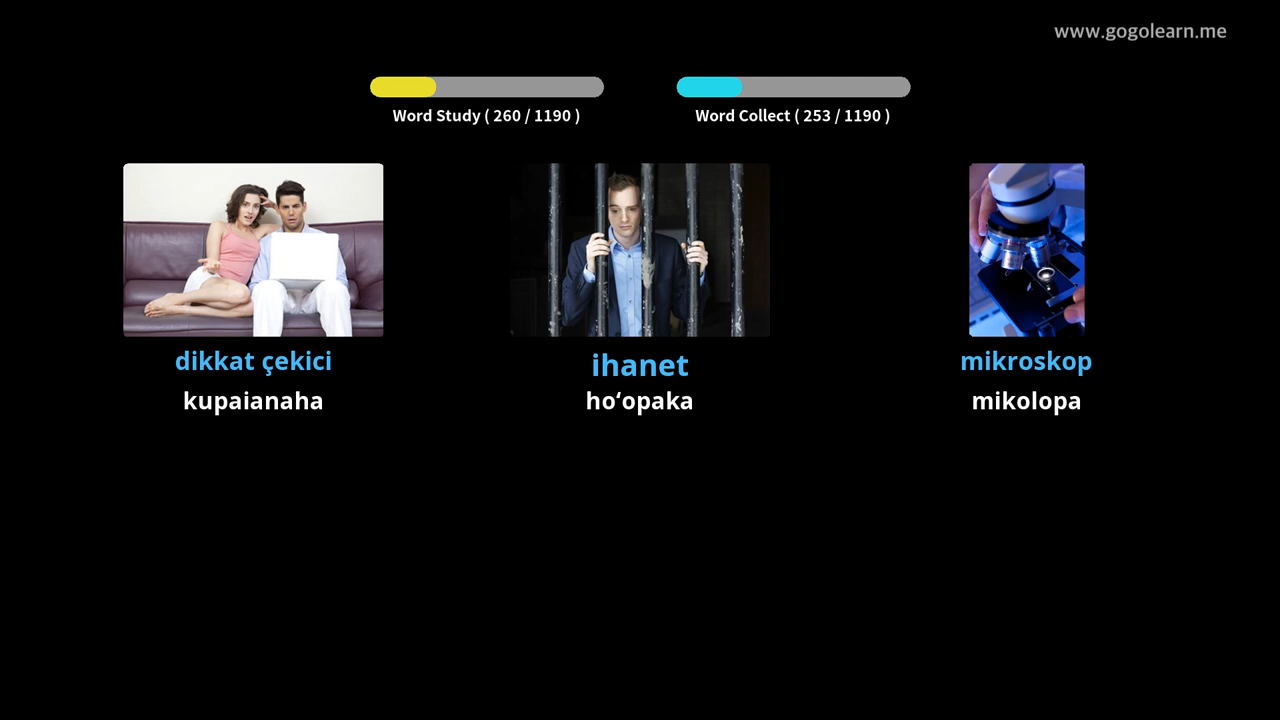 www.gogolearn.me
Word Study ( 260 / 1190 )
Word Collect ( 253 / 1190 )
dikkat çekici
kupaianaha
ihanet
hoʻopaka
mikroskop
mikolopa